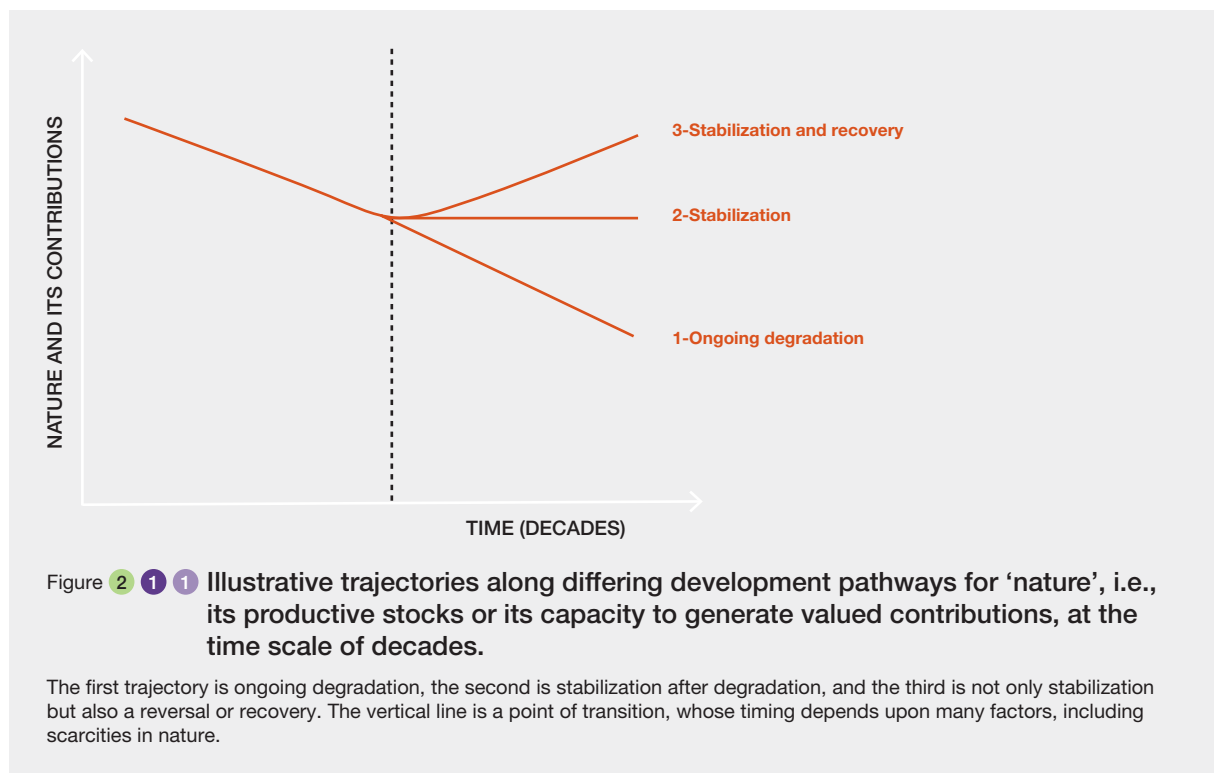 NATURE AND ITS CONTRIBUTIONS
3-Stabilization and recovery
2-Stabilization
1-Ongoing degradation
TIME (DECADES)
Figure 2 1 1 Illustrative trajectories along differing development pathways for ‘nature’, i.e.,
its productive stocks or its capacity to generate valued contributions, at the
time scale of decades.
The first trajectory is ongoing degradation, the second is stabilization after degradation, and the third is not only stabilization
but also a reversal or recovery. The vertical line is a point of transition, whose timing depends upon many factors, including
scarcities in nature.